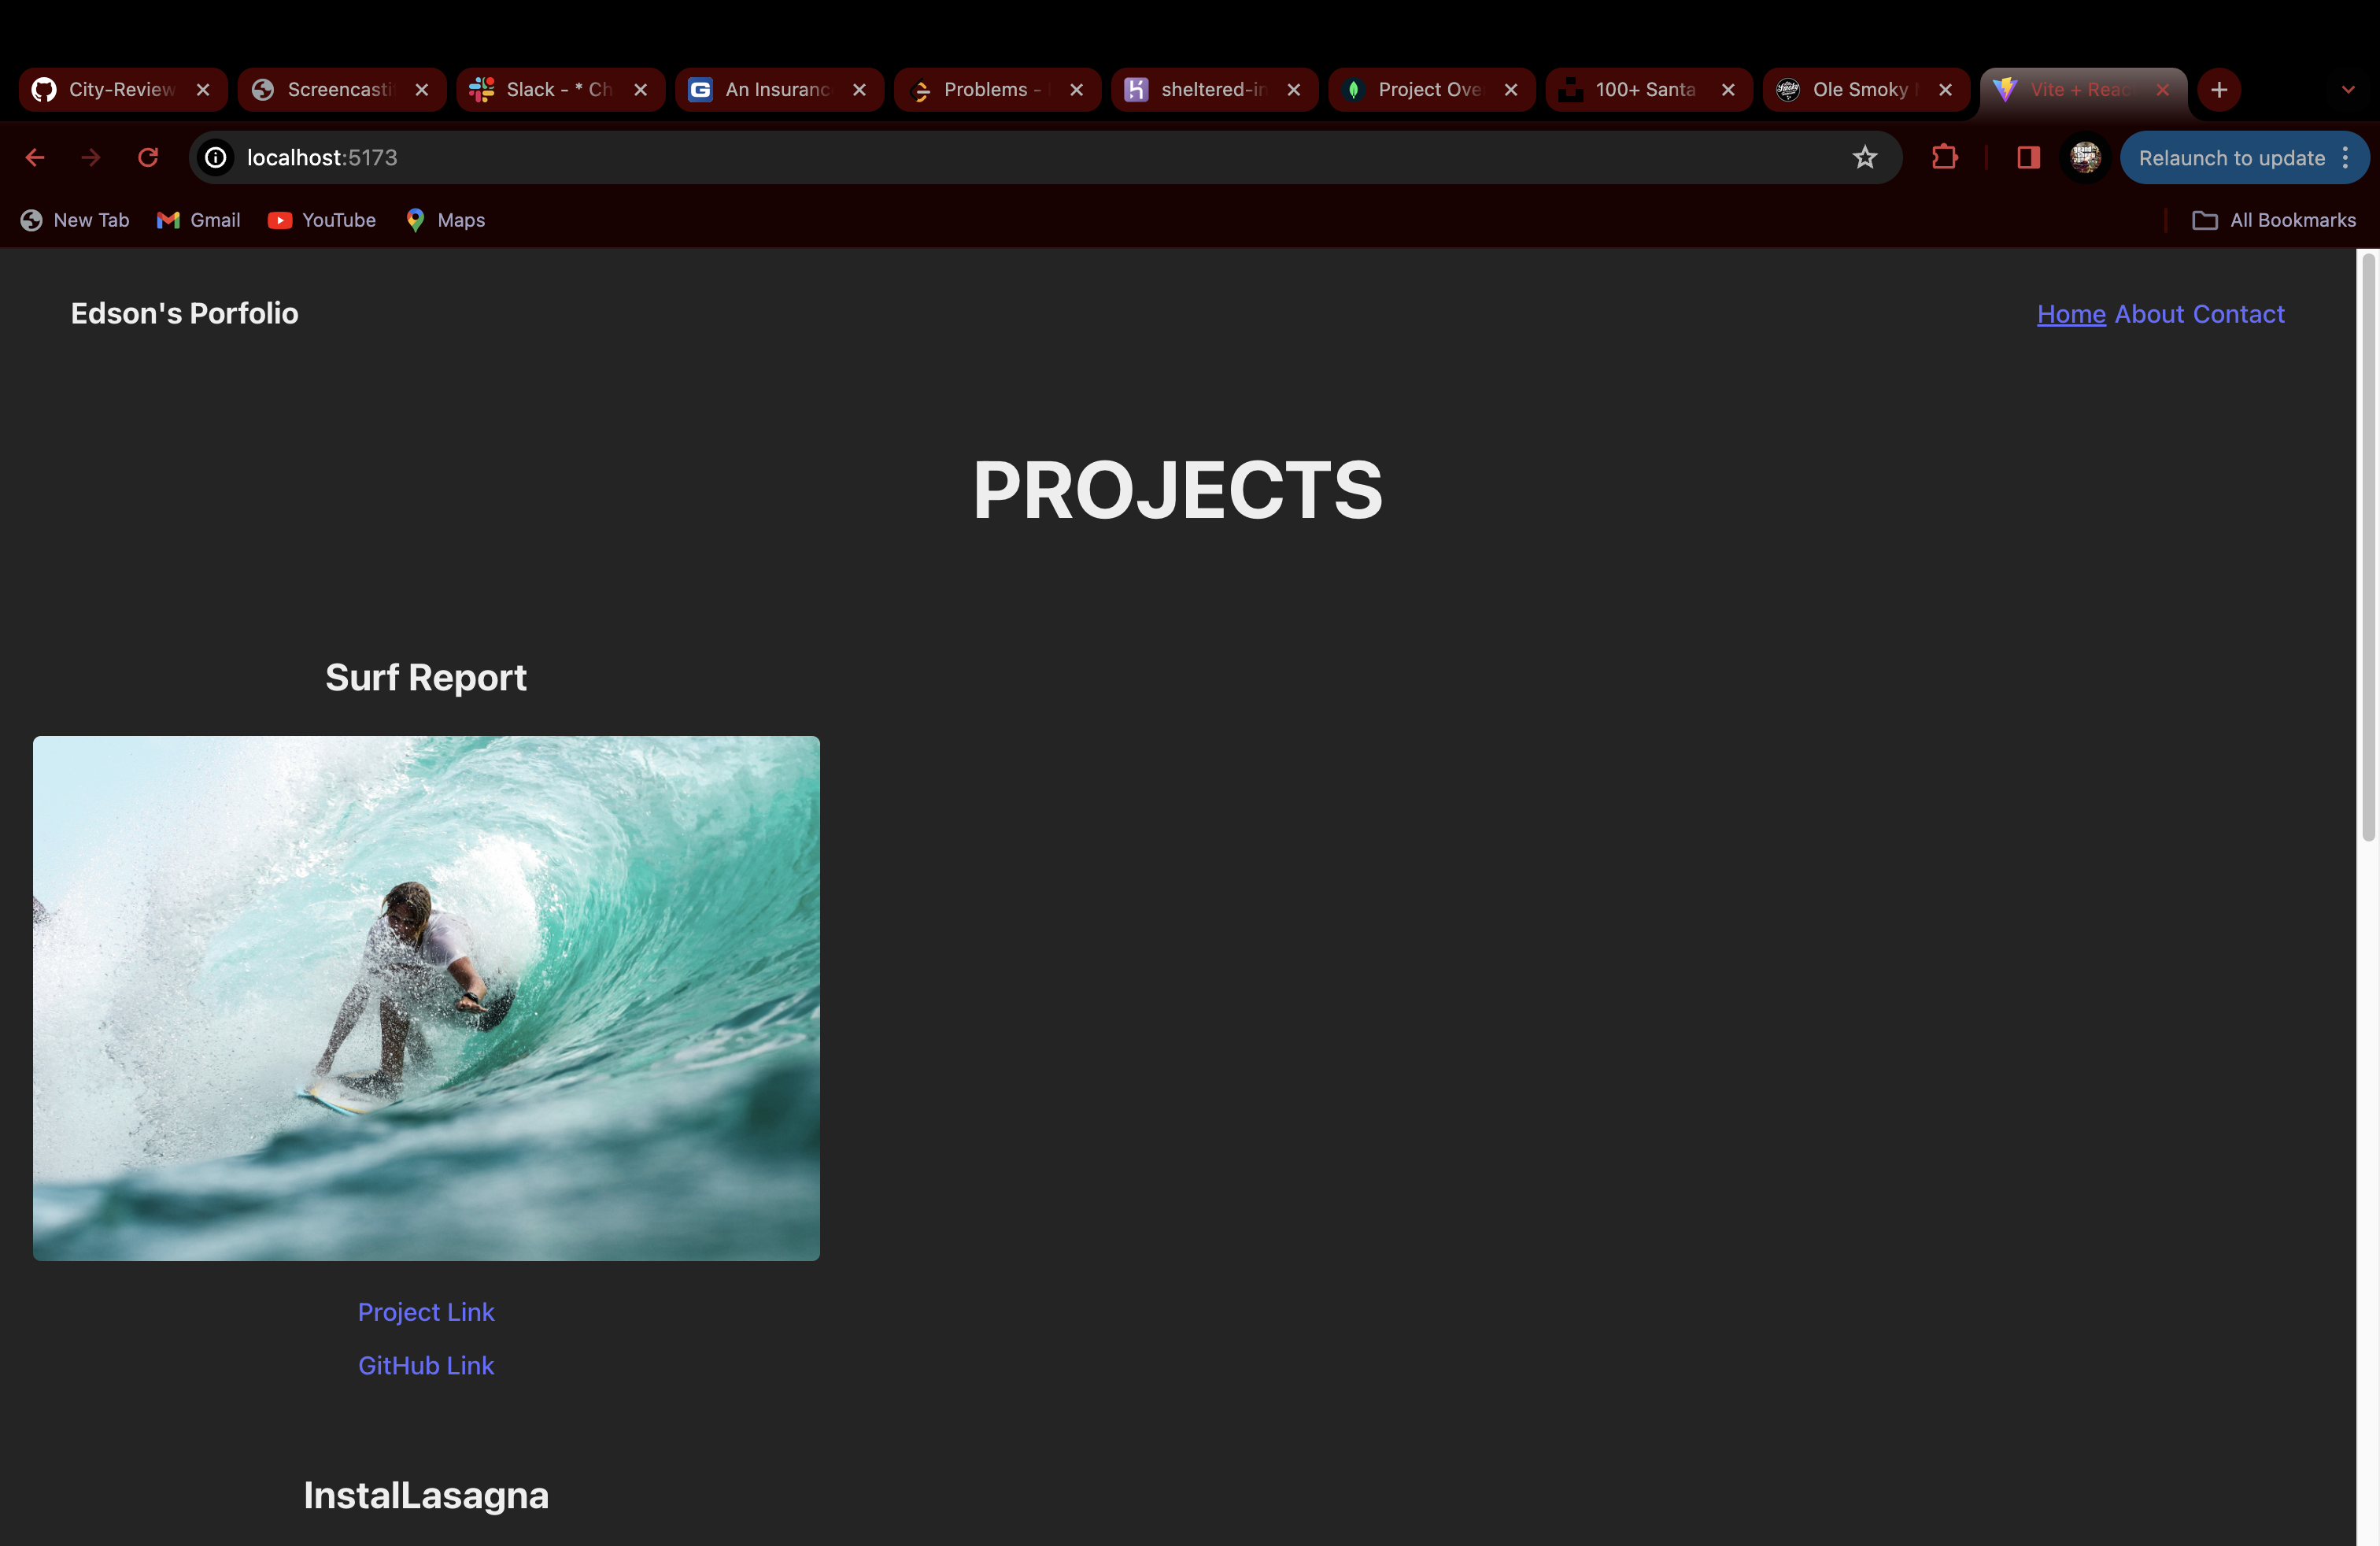 City-Review
Screencasti
Slack - * Ch
An Insuranc
Problems -
sheltered-in
Project Ove
100+ Santa
Ole Smoky
Vite + Reac
localhost:5173
Relaunch to update
New Tab
Gmail
YouTube
Maps
All Bookmarks
Edson's Porfolio
Home About Contact
PROJECTS
Surf Report
Project Link
GitHub Link
InstalLasagna